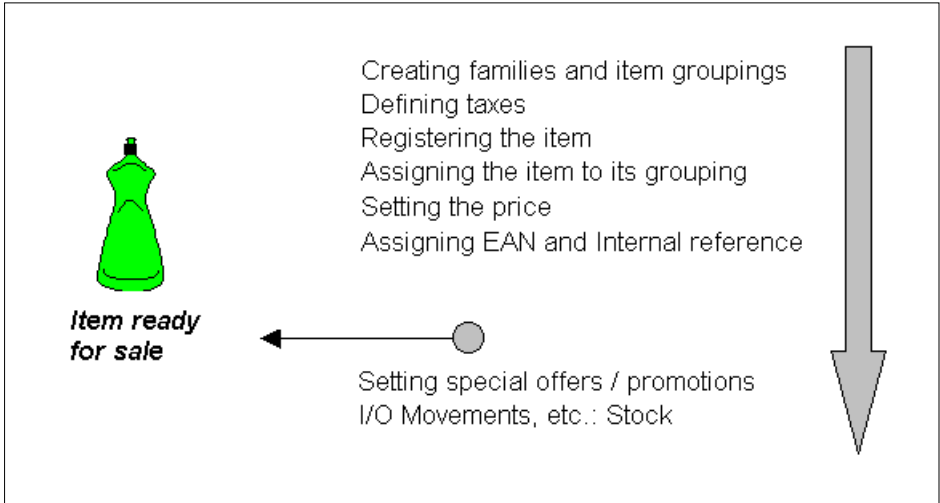 Creating families and item groupings
Defining taxes
Registering the item
Assigning the item to its grouping
Setting the price
Assigning EAN and Internal reference
Item ready
for sale
Setting special offers / promotions
I/O Movements, etc.: Stock